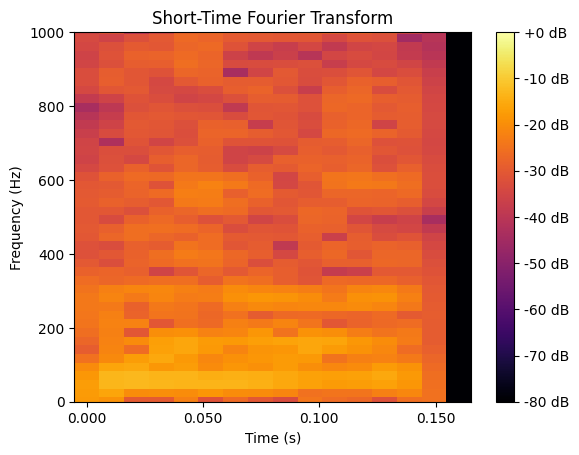 Short-Time Fourier Transform
1000
800
600
400
200
0
Frequency (Hz)
0.000
0.050
0.100
0.150
Time (s)
+0 dB
-10 dB
-20 dB
-30 dB
-40 dB
-50 dB
-60 dB
-70 dB
-80 dB